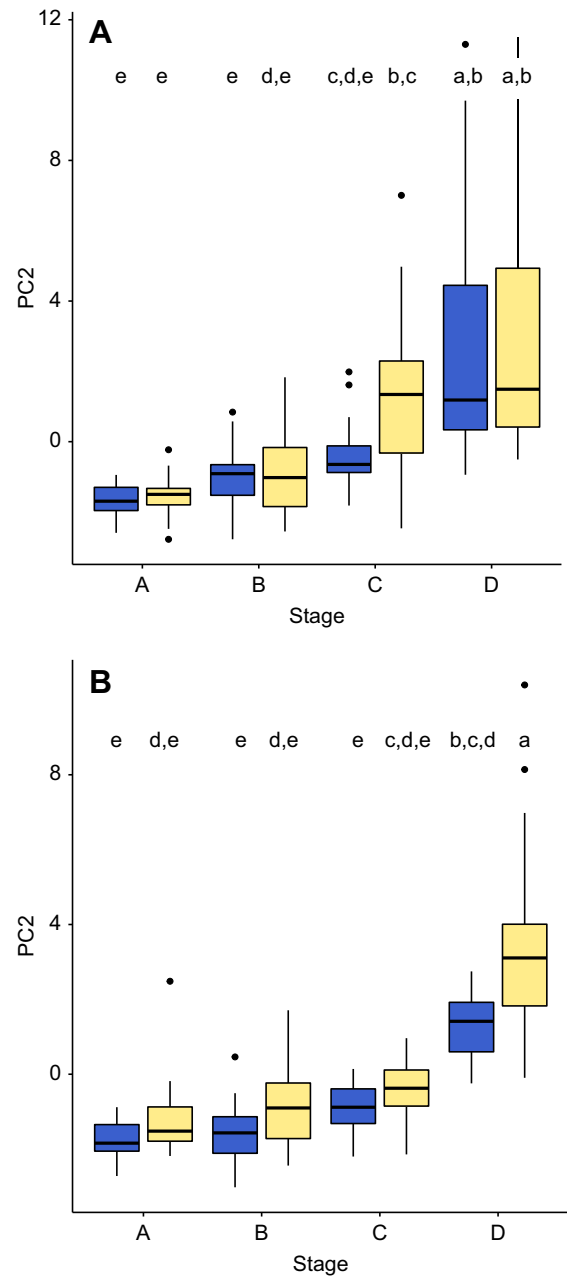 A
12
e e e d,e c,d,e b,c a,b a,b
8
PC2
4
0
A B C D
Stage
B
e d,e e d,e e c,d,e b,c,d a
8
PC2
4
0
A B C D
Stage